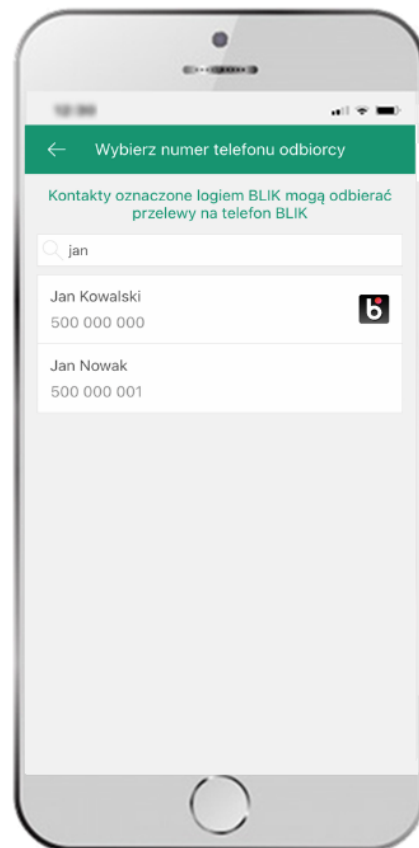 Wybierz numer telefonu odbiorcy
Kontakty oznaczone logiem BLIK mogą odbierać
przelewy na telefon BLIK
jan
Jan Kowalski
500 000 000
b
Jan Nowak
500 000 001